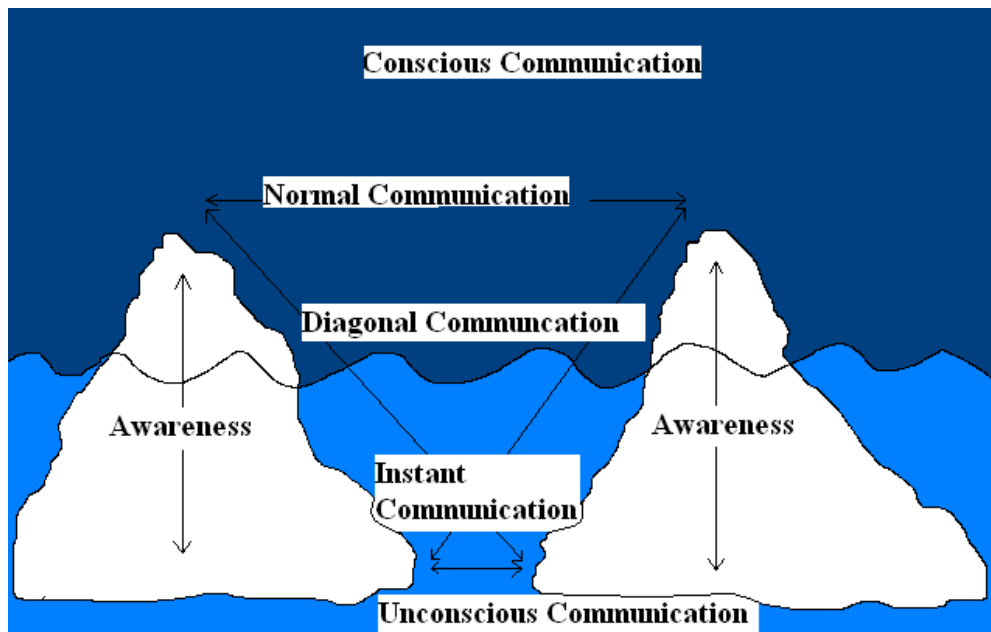 Conscious Communication
Normal Communication
Diagonal Communcation
Awareness
Awareness
Instant
Communication
Unconscious Communication